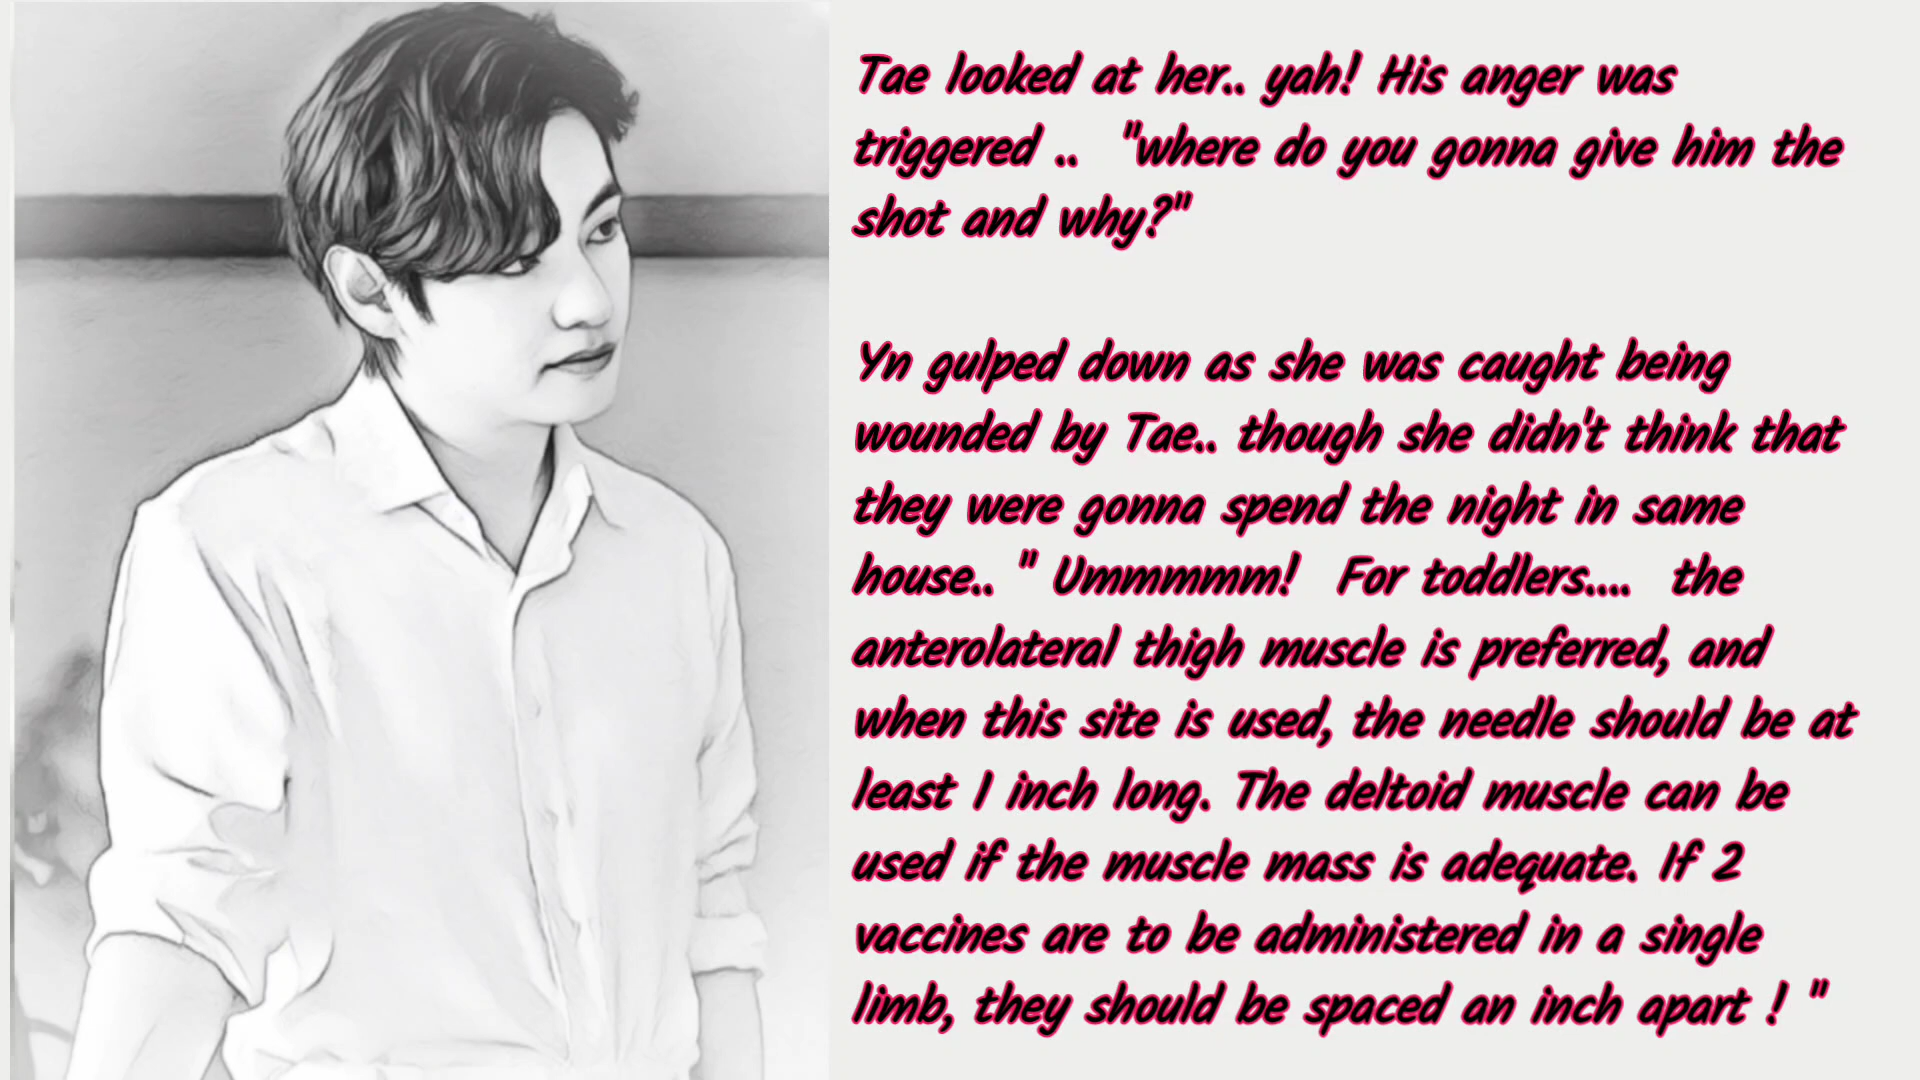 Tae looked at her.. yah! His anger was
triggered .. "where do you gonna give him the
shot and why?"
Yn gulped down as she was caught being
wounded by Tae.. though she didn't think that
they were gonna spend the night in same
house.. " Ummmmm! For toddlers.... the
anterolateral thigh muscle is preferred, and
when this site is used, the needle should be at
least 1 inch long. The deltoid muscle can be
used if the muscle mass is adequate. If 2
vaccines are to be administered in a single
limb, they should be spaced an inch apart ! "